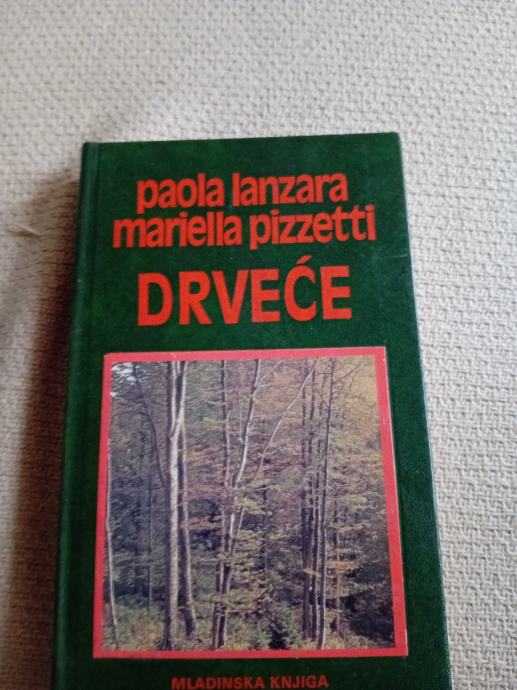 paola lanzara
mariella pizzetti
DRVEĆE
MLADINSKA KNJIGA